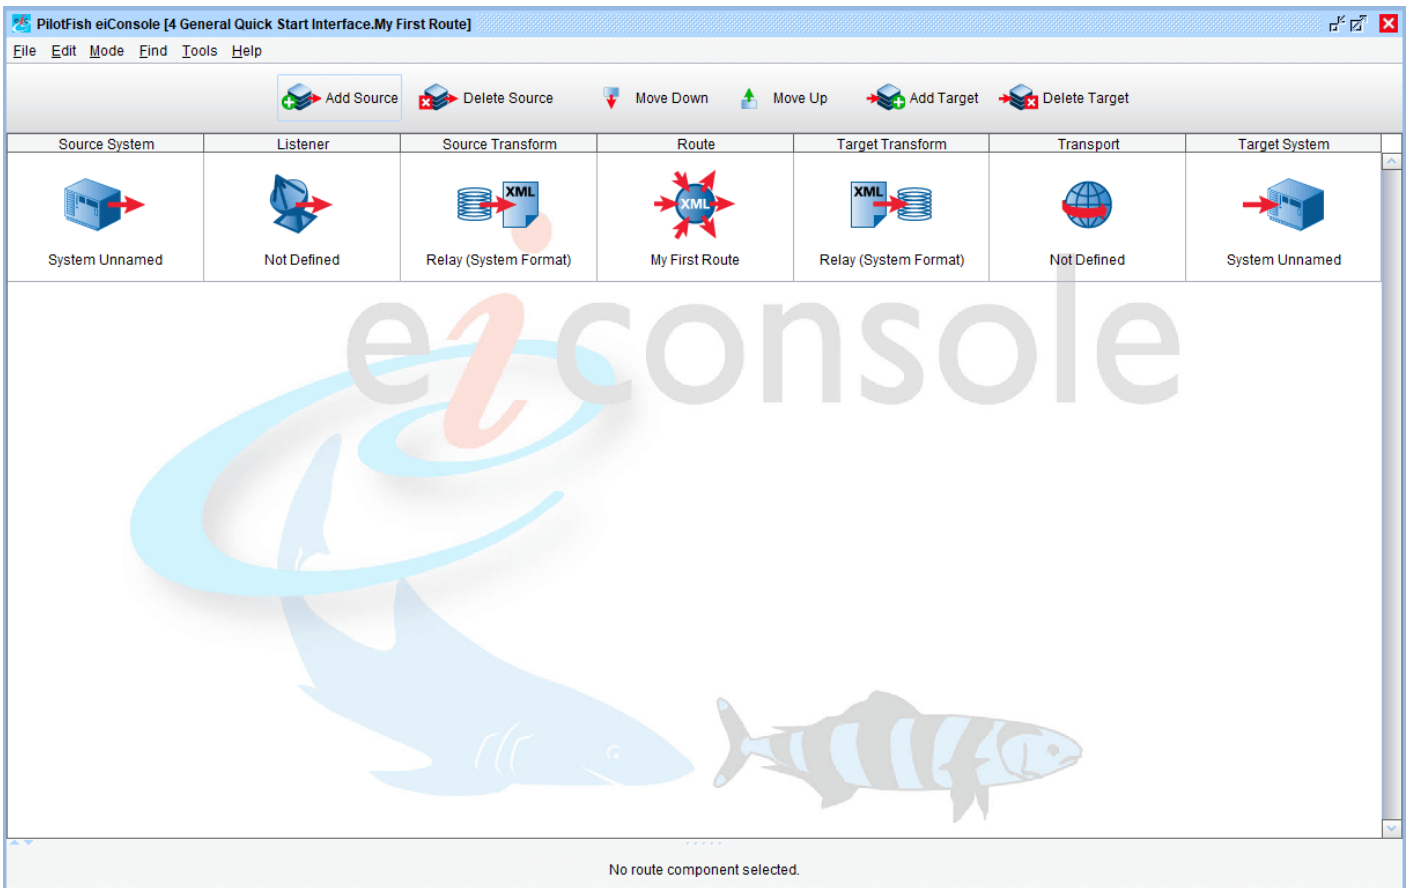 PilotFish eiConsole [4 General Quick Start Interface.My First Route]
File Edit Mode Find Tools Help
Add Source Delete Source Move Down Move Up Add Target Delete Target
Source System Listener Source Transform Route Target Transform Transport Target System
XML XML XML
System Unnamed Not Defined Relay (System Format) My First Route Relay (System Format) Not Defined System Unnamed
eiconsole
No route component selected.